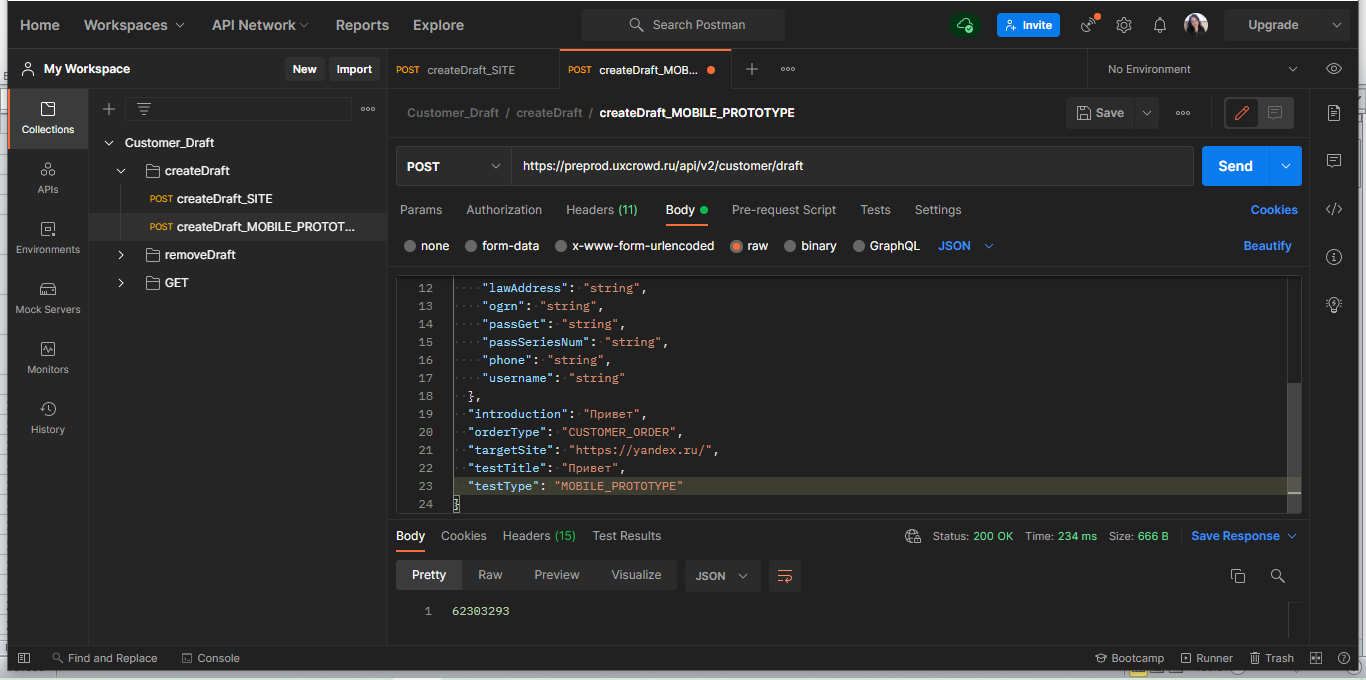 Home Workspaces API Network Reports Explore Search Postman Invite Upgrade
My Workspace New Import POST createDraft_SITE POST createDraft_MOB... No Environment
Collections
APIs
Environments
Mock Servers
Monitors
History
Customer_Draft
createDraft
POST createDraft_SITE
POST createDraft_MOBILE_PROTOT...
removeDraft
GET
Customer_Draft / createDraft / createDraft_MOBILE_PROTOTYPE Save
POST https://preprod.uxcrowd.ru/api/v2/customer/draft Send
Params Authorization Headers (11) Body Pre-request Script Tests Settings Cookies
none form-data x-www-form-urlencoded raw binary GraphQL JSON Beautify
12 "lawAddress": "string",
13 "ogrn": "string",
14 "passGet": "string",
15 "passSeriesNum": "string",
16 "phone": "string",
17 "username": "string"
18 },
19 "introduction": "Привет",
20 "orderType": "CUSTOMER_ORDER",
21 "targetSite": "https://yandex.ru/",
22 "testTitle": "Привет",
23 "testType": "MOBILE_PROTOTYPE"
24 }
Body Cookies Headers (15) Test Results Status: 200 OK Time: 234 ms Size: 666 B Save Response
Pretty Raw Preview Visualize JSON
1 62303293
Find and Replace Console Bootcamp Runner Trash